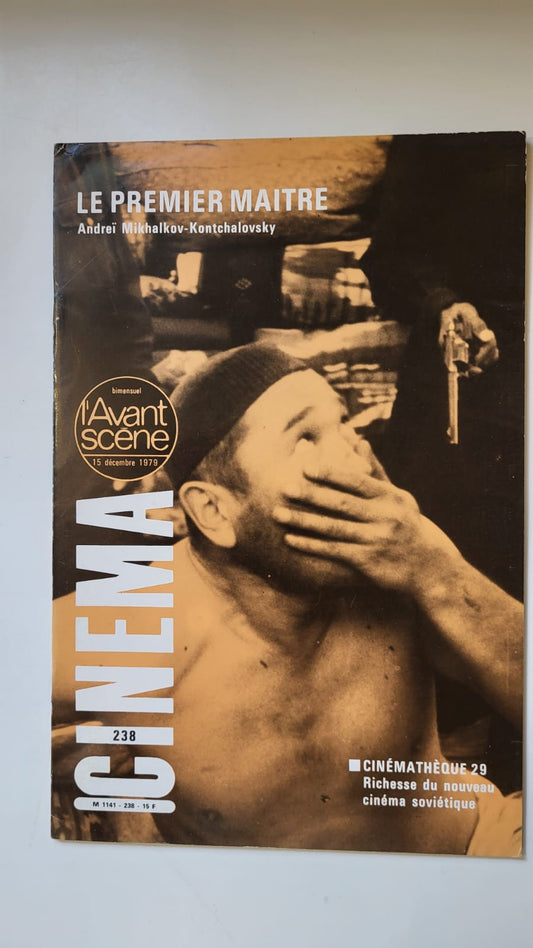 LE PREMIER MAITRE
Andreï Mikhalkov-Kontchalovsky
bimensuel
l'Avant
scène
15 décembre 1979
CINEMA
238
M 1141 - 238 - 15 F
■ CINÉMATHÈQUE 29
Richesse du nouveau
cinéma soviétique